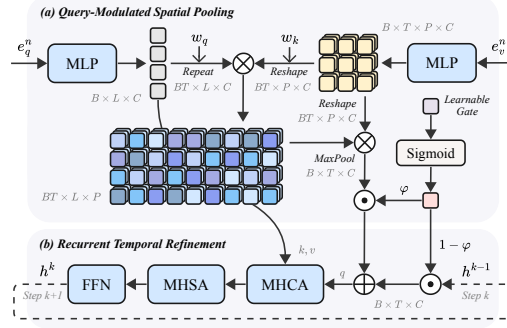 (a) Query-Modulated Spatial Pooling
e_q^n
MLP
B × L × C
w_q
Repeat
BT × L × C
w_k
Reshape
BT × P × C
B × T × P × C
MLP
e_v^n
Reshape
BT × P × C
Learnable
Gate
MaxPool
B × T × C
Sigmoid
BT × L × P
φ
(b) Recurrent Temporal Refinement
k, v
1 − φ
h^k
FFN
MHSA
MHCA
q
h^{k−1}
Step k+1
B × T × C
Step k